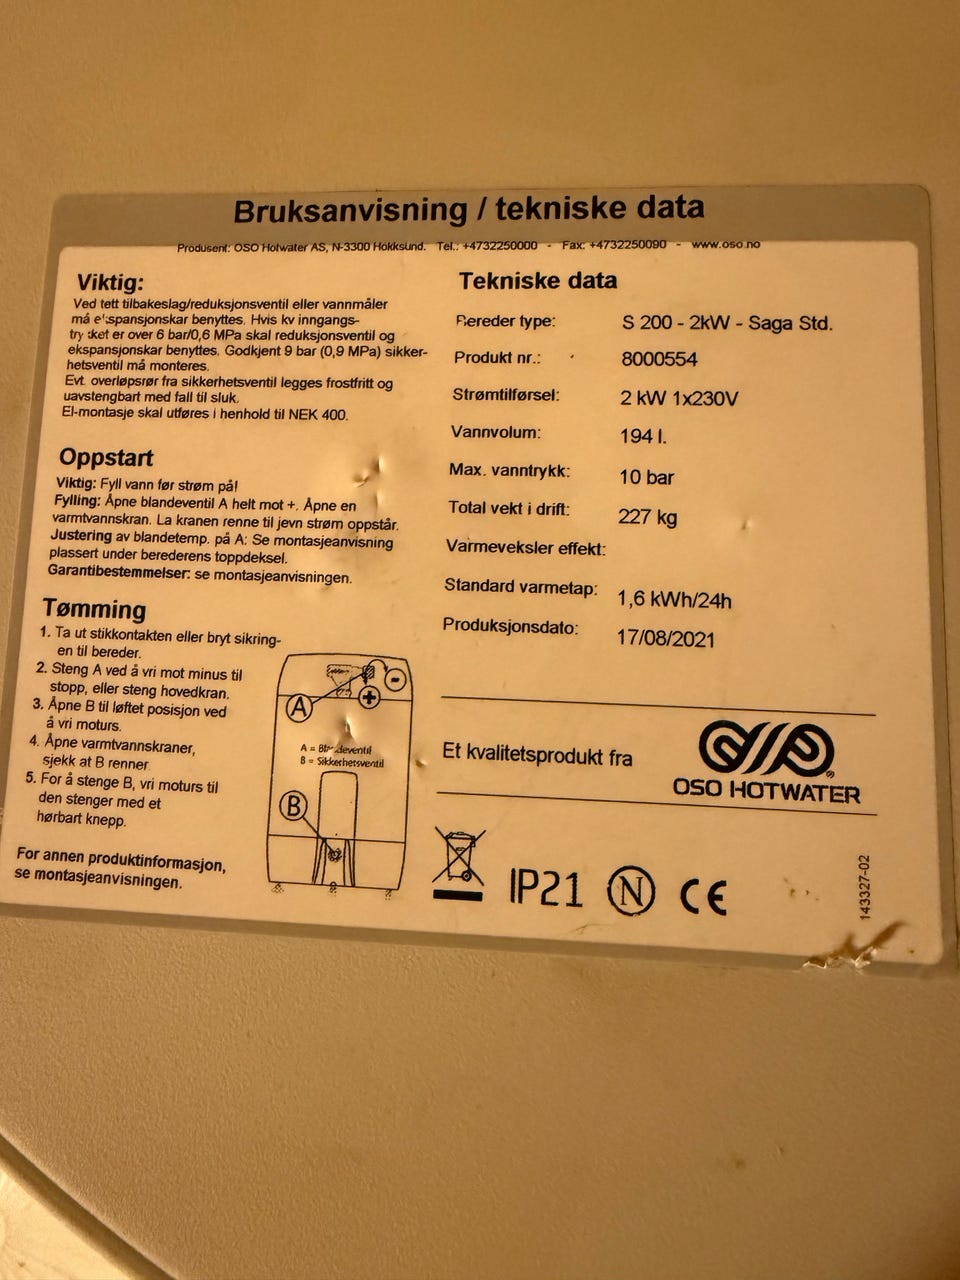 Bruksanvisning / tekniske data
Produsent: OSO Hotwater AS, N-3300 Hokksund. Tel.: +4732250000 - Fax: +4732250090 - www.oso.no
Viktig:
Ved tett tilbakeslag/reduksjonsventil eller vannmåler
må ekspansjonskar benyttes. Hvis kv inngangs-
trykket er over 6 bar/0,6 MPa skal reduksjonsventil og
ekspansjonskar benyttes. Godkjent 9 bar (0,9 MPa) sikker-
hetsventil må monteres.
Evt. overløpsrør fra sikkerhetsventil legges frostfritt og
uavstengbart med fall til sluk.
El-montasje skal utføres i henhold til NEK 400.
Oppstart
Viktig: Fyll vann før strøm på!
Fylling: Åpne blandeventil A helt mot +. Åpne en
varmtvannskran. La kranen renne til jevn strøm oppstår.
Justering av blandetemp. på A: Se montasjeanvisning
plassert under berederens toppdeksel.
Garantibestemmelser: se montasjeanvisningen.
Tømming
1. Ta ut stikkontakten eller bryt sikring-
en til bereder.
2. Steng A ved å vri mot minus til
stopp, eller steng hovedkran.
3. Åpne B til løftet posisjon ved
å vri moturs.
4. Åpne varmtvannskraner,
sjekk at B renner
5. For å stenge B, vri moturs til
den stenger med et
hørbart knepp.
For annen produktinformasjon,
se montasjeanvisningen.
A
+
-
A = Blandeventil
B = Sikkerhetsventil
B
Tekniske data
Bereder type: S 200 - 2kW - Saga Std.
Produkt nr.: 8000554
Strømtilførsel: 2 kW 1x230V
Vannvolum: 194 l.
Max. vanntrykk: 10 bar
Total vekt i drift: 227 kg
Varmeveksler effekt:
Standard varmetap: 1,6 kWh/24h
Produksjonsdato: 17/08/2021
Et kvalitetsprodukt fra
OSO HOTWATER
IP21 N CE
143327-02